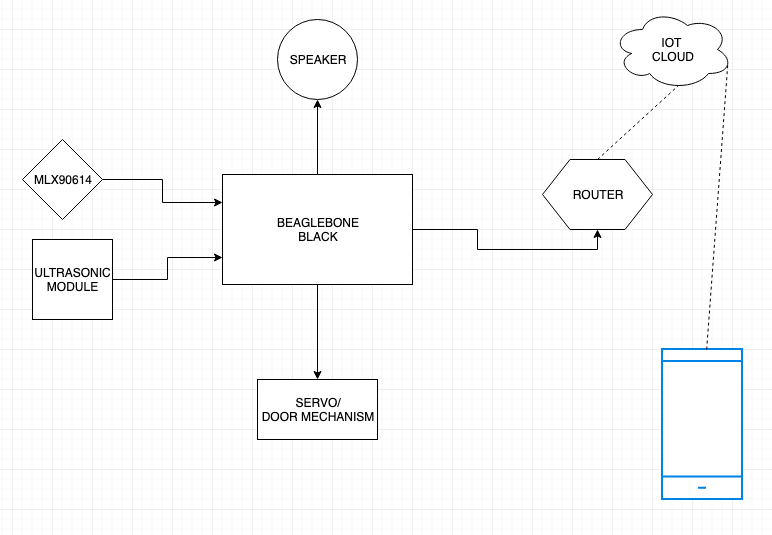 SPEAKER
IOT
CLOUD
MLX90614
ROUTER
BEAGLEBONE
BLACK
ULTRASONIC
MODULE
SERVO/
DOOR MECHANISM